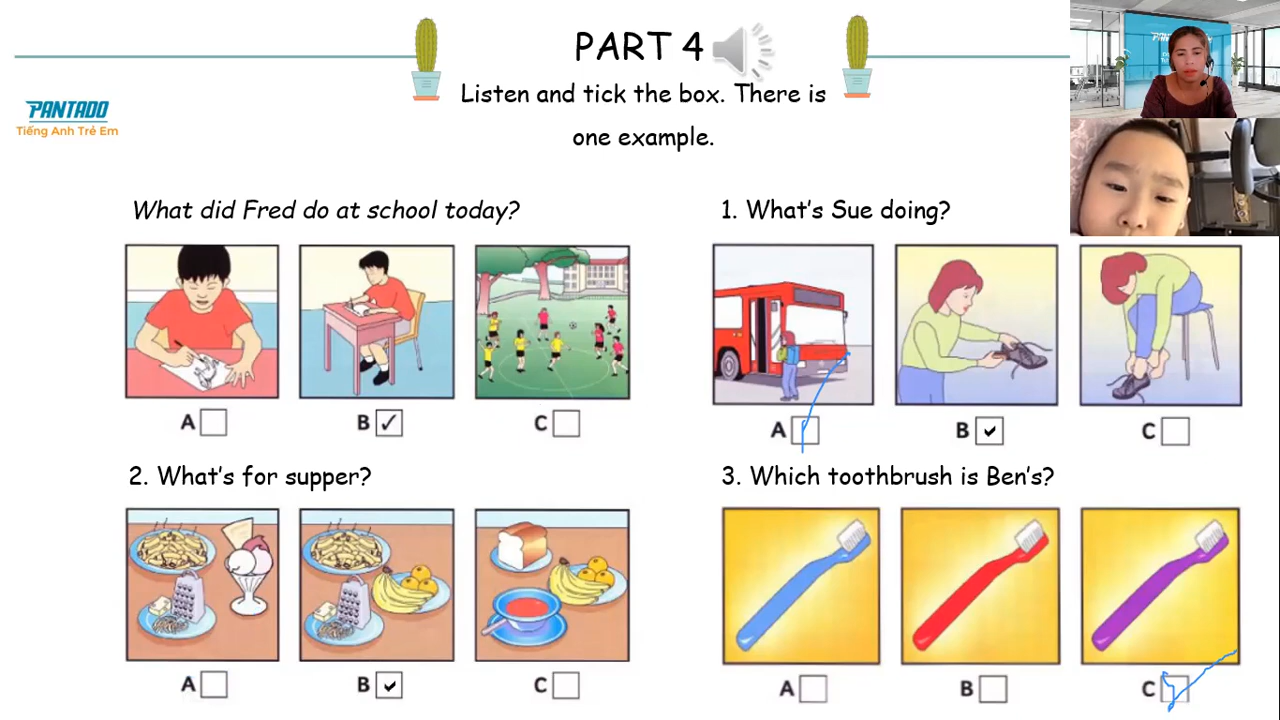 PART 4
Listen and tick the box. There is
one example.
PANTADO
Tiếng Anh Trẻ Em
What did Fred do at school today?
A B ✓ C
1. What's Sue doing?
A B ✓ C
2. What's for supper?
A B ✓ C
3. Which toothbrush is Ben's?
A B C